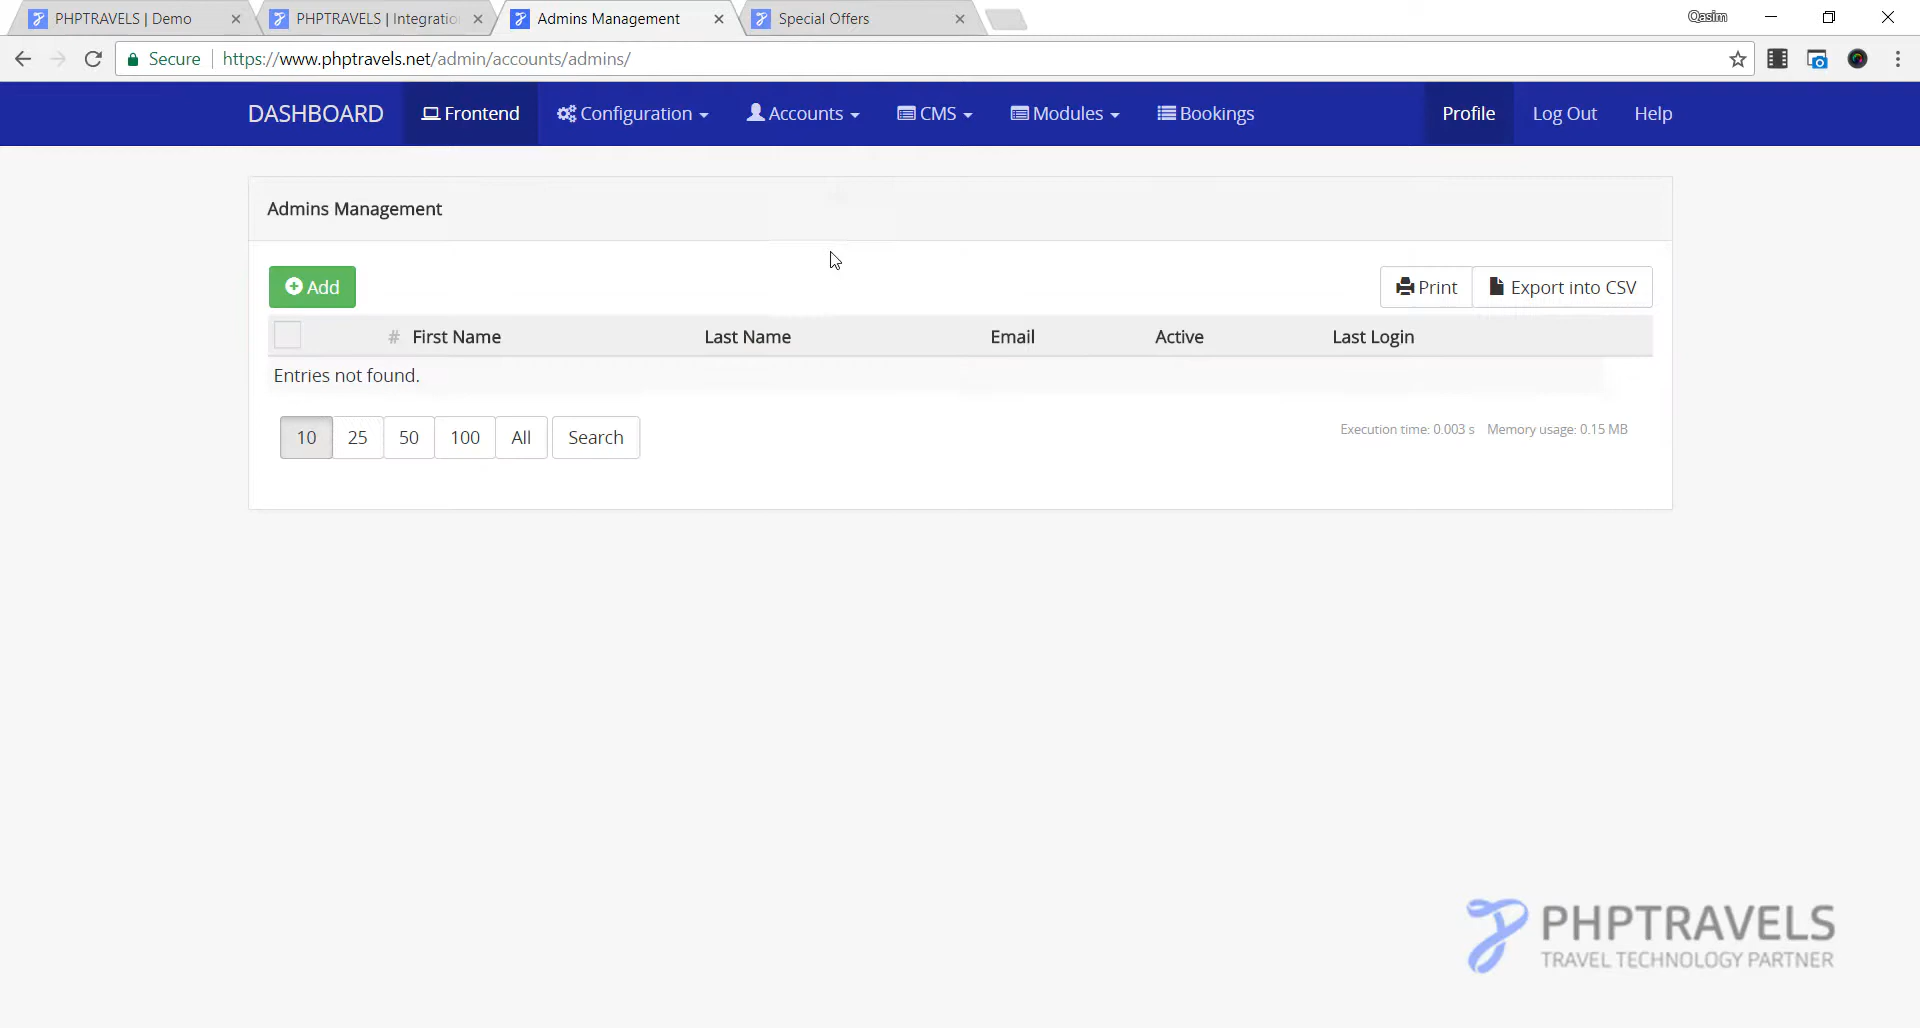 PHPTRAVELS | Demo
PHPTRAVELS | Integratio
Admins Management
Special Offers
Qasim
Secure
https://www.phptravels.net/admin/accounts/admins/
DASHBOARD
Frontend
Configuration
Accounts
CMS
Modules
Bookings
Profile
Log Out
Help
Admins Management
Add
Print
Export into CSV
# First Name Last Name Email Active Last Login
Entries not found.
10 25 50 100 All Search
Execution time: 0.003 s Memory usage: 0.15 MB
PHPTRAVELS
TRAVEL TECHNOLOGY PARTNER